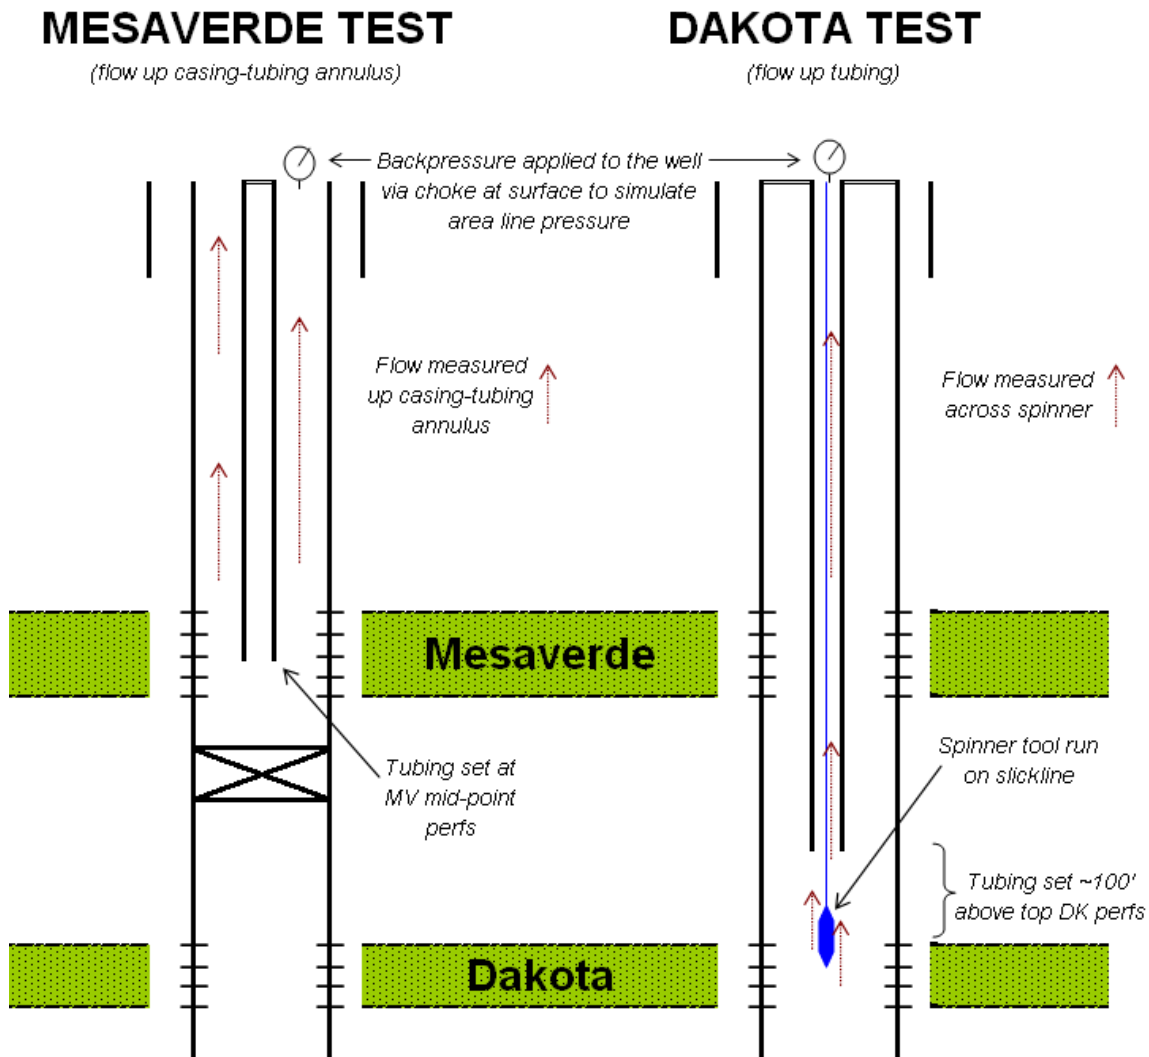 MESAVERDE TEST
(flow up casing-tubing annulus)
DAKOTA TEST
(flow up tubing)
Backpressure applied to the well
via choke at surface to simulate
area line pressure
Flow measured
up casing-tubing
annulus
Flow measured
across spinner
Mesaverde
Tubing set at
MV mid-point
perfs
Spinner tool run
on slickline
Tubing set ~100'
above top DK perfs
Dakota